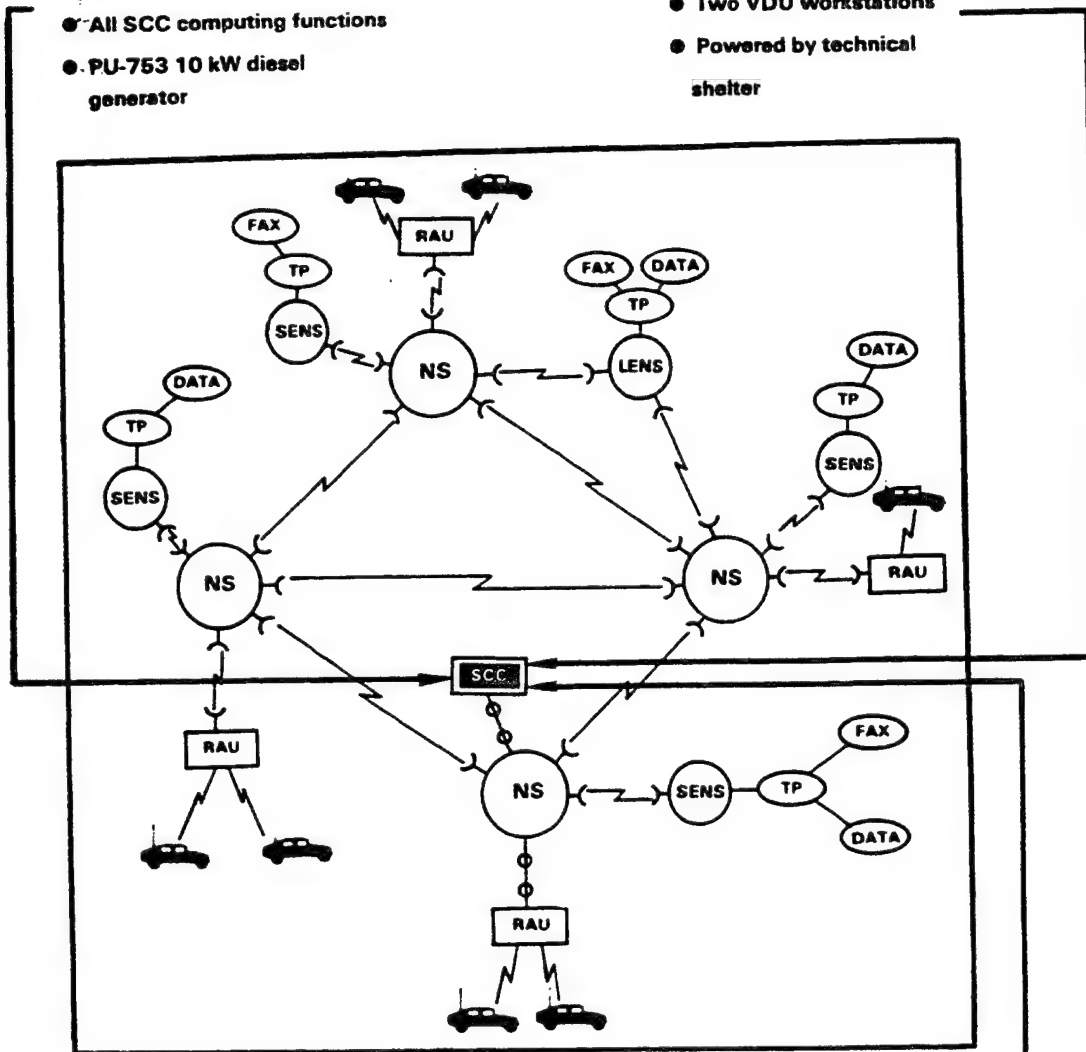 ● All SCC computing functions
● PU-753 10 kW diesel
generator
● Two VDU workstations
● Powered by technical
shelter
RAU
FAX
TP
SENS
NS
FAX
DATA
TP
LENS
DATA
TP
SENS
DATA
TP
SENS
NS
NS
RAU
SCC
RAU
NS
SENS
TP
FAX
DATA
RAU